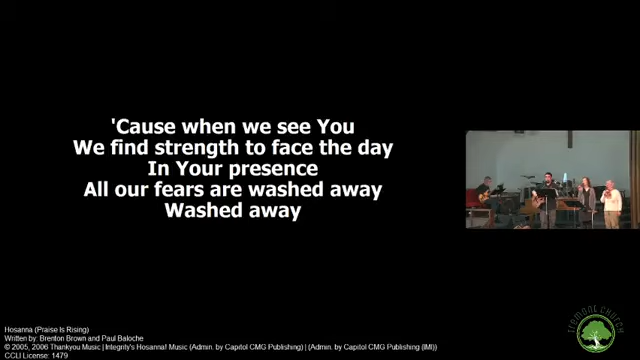 'Cause when we see You
We find strength to face the day
In Your presence
All our fears are washed away
Washed away
Hosanna (Praise Is Rising)
Written by: Brenton Brown and Paul Baloche
© 2005, 2006 Thankyou Music | Integrity's Hosanna! Music (Admin. by Capitol CMG Publishing) | (Admin. by Capitol CMG Publishing (IMI))
CCLI License: 1479
tremont church